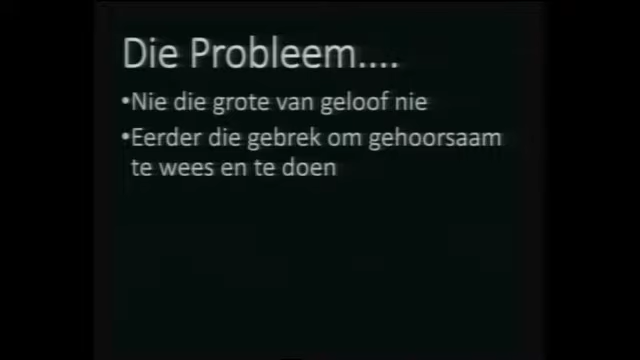 Die Probleem....
•Nie die grote van geloof nie
•Eerder die gebrek om gehoorsaam
te wees en te doen